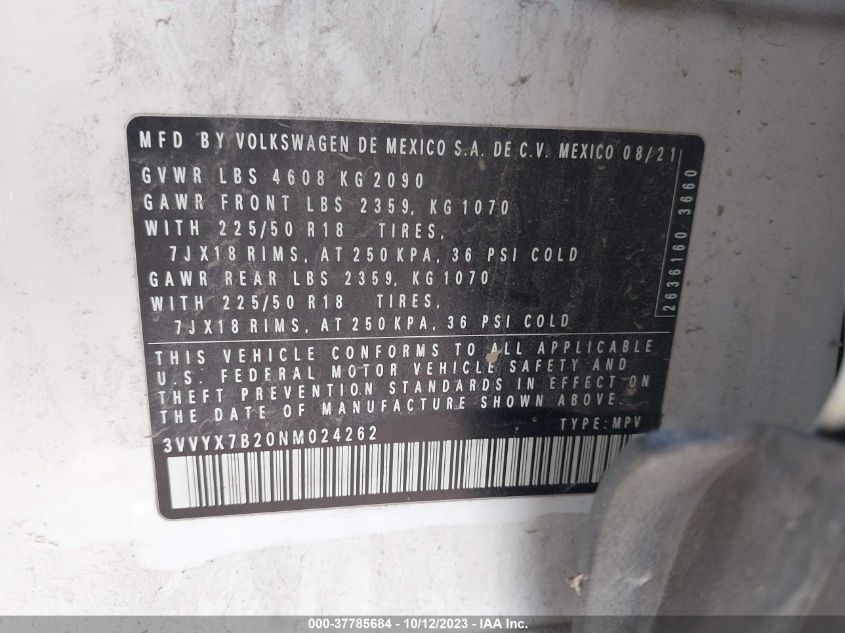 MFD BY VOLKSWAGEN DE MEXICO S.A. DE C.V. MEXICO 08/21
GVWR LBS 4608 KG 2090
GAWR FRONT LBS 2359, KG 1070
WITH 225/50 R18 TIRES,
7JX18 RIMS, AT 250 KPA, 36 PSI COLD
GAWR REAR LBS 2359, KG 1070
WITH 225/50 R18 TIRES,
7JX18 RIMS, AT 250 KPA, 36 PSI COLD
2636160 3660
THIS VEHICLE CONFORMS TO ALL APPLICABLE
U.S. FEDERAL MOTOR VEHICLE SAFETY AND
THEFT PREVENTION STANDARDS IN EFFECT ON
THE DATE OF MANUFACTURE SHOWN ABOVE.
3VVYX7B20NM024262 TYPE: MPV
000-37785684 - 10/12/2023 - COPYRIGHT IAA, Inc.